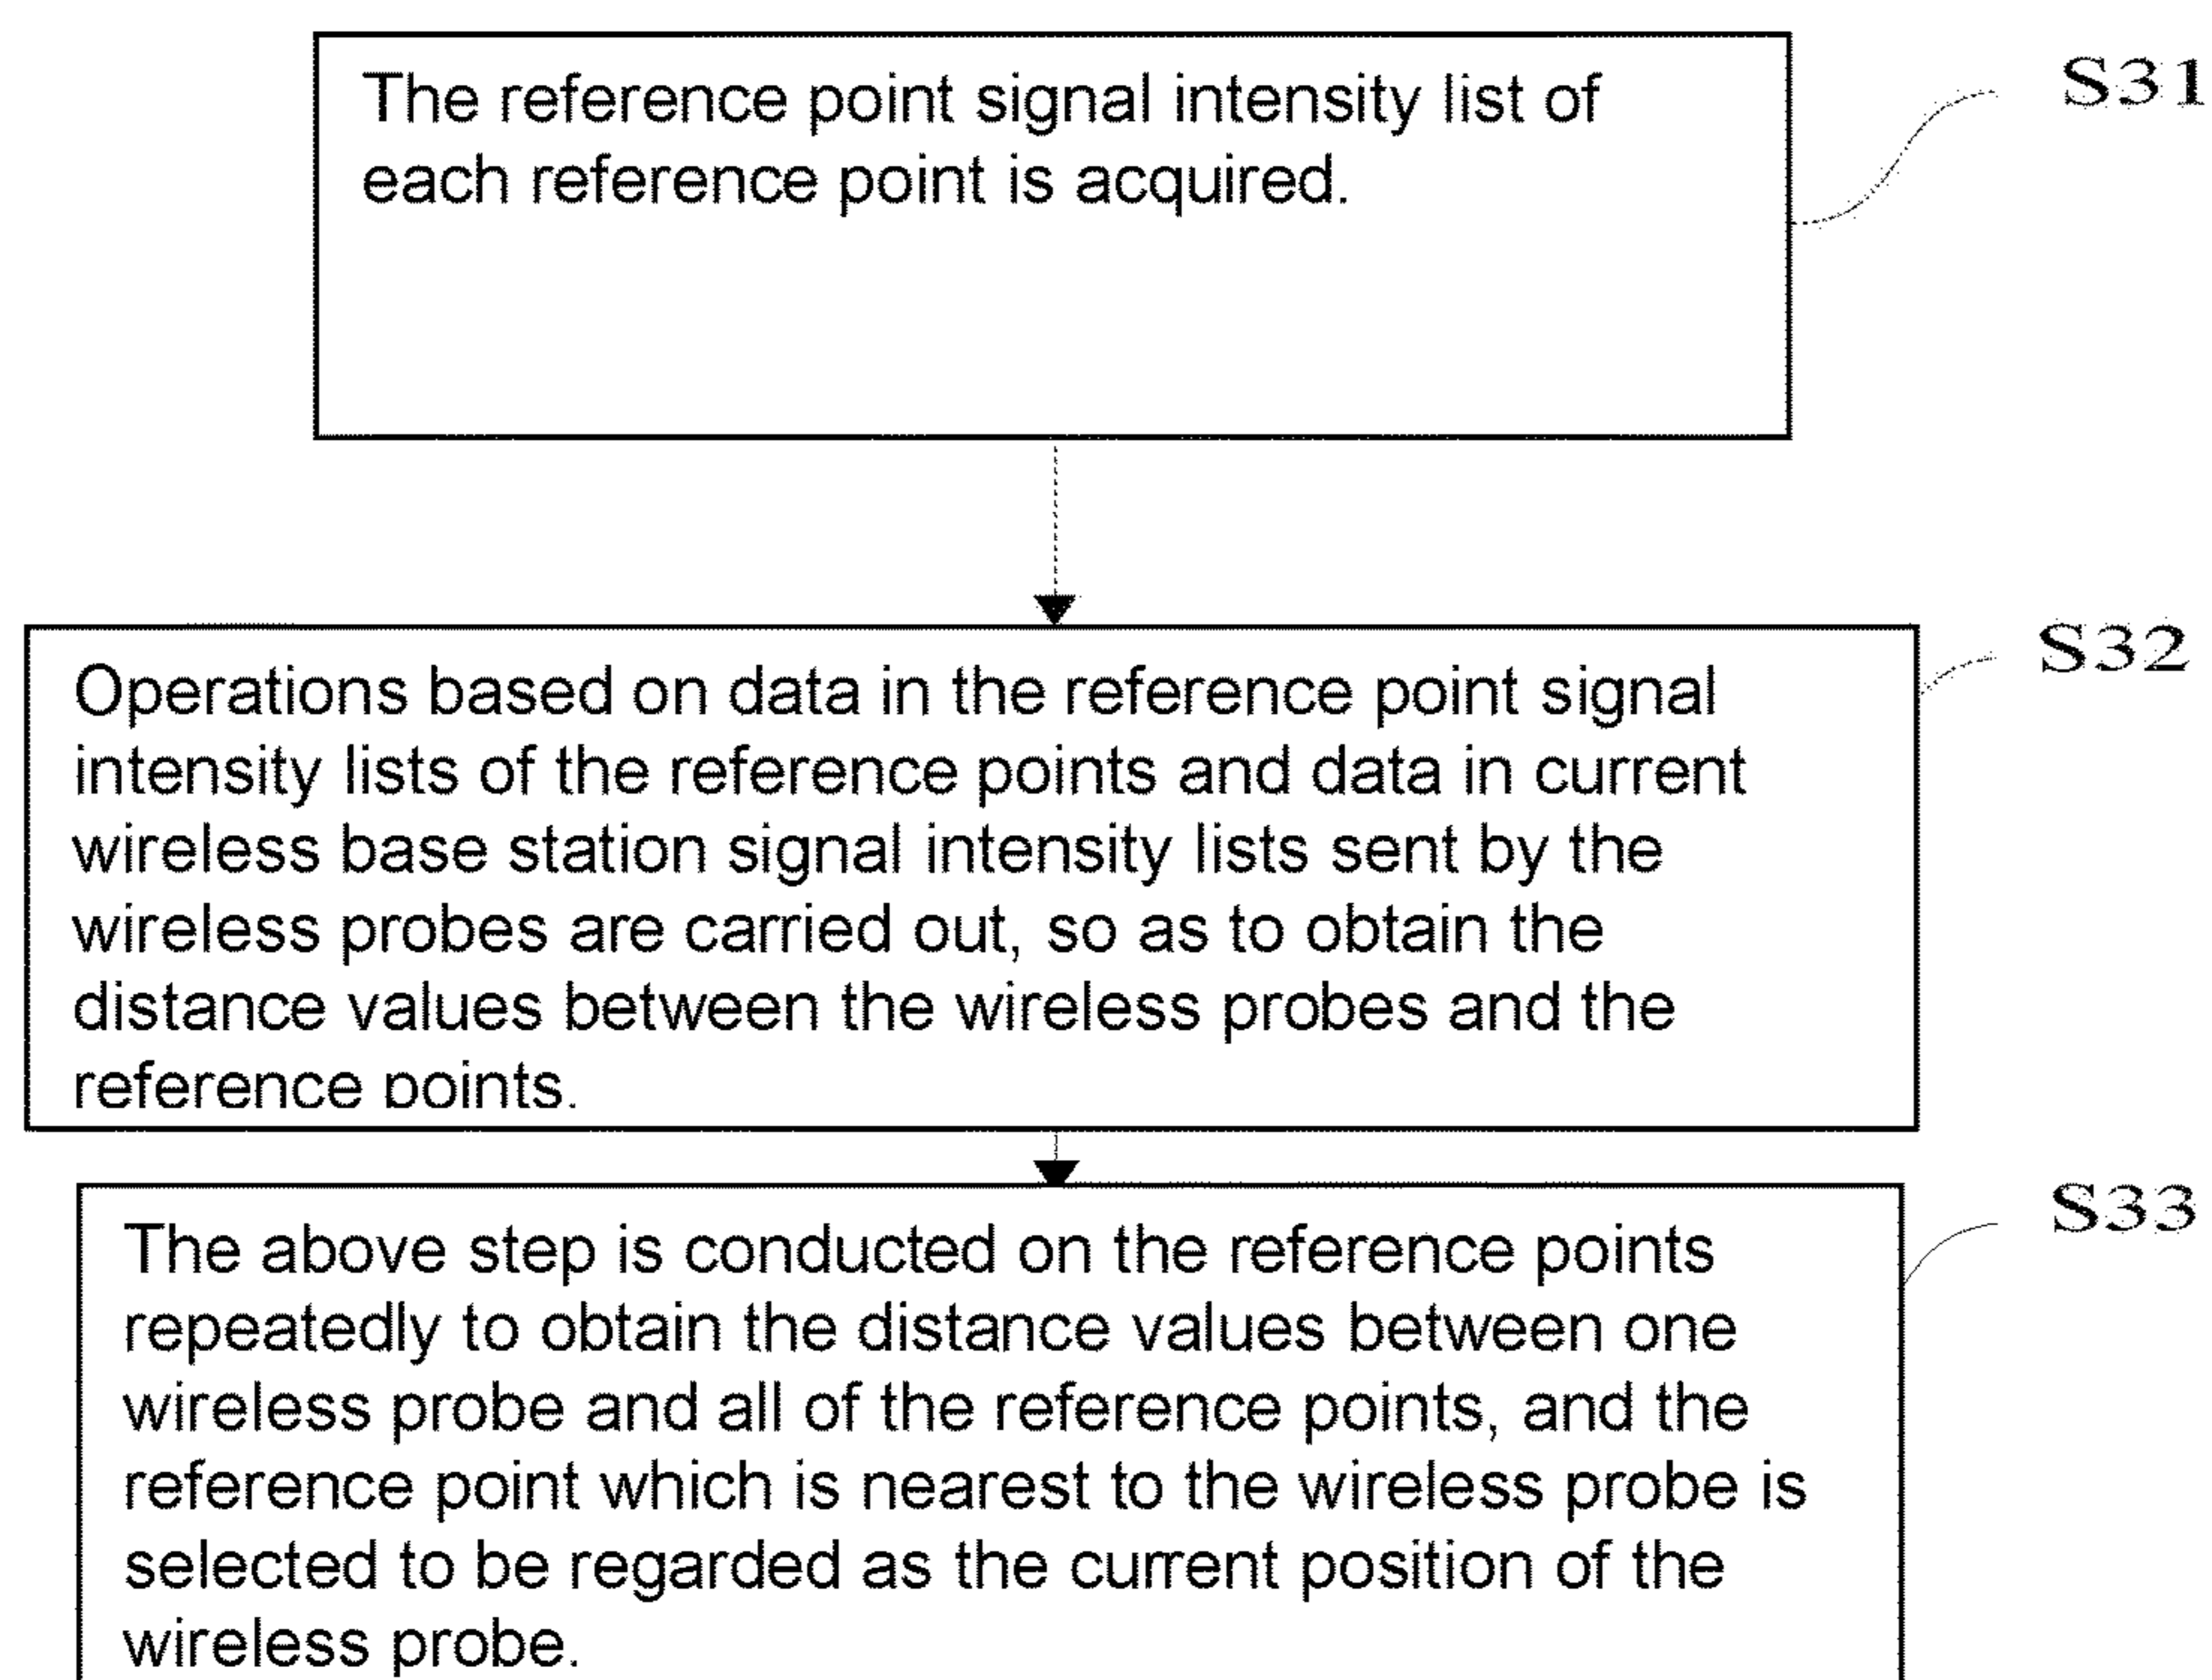 The reference point signal intensity list of
each reference point is acquired.
S31
Operations based on data in the reference point signal
intensity lists of the reference points and data in current
wireless base station signal intensity lists sent by the
wireless probes are carried out, so as to obtain the
distance values between the wireless probes and the
reference points.
S32
The above step is conducted on the reference points
repeatedly to obtain the distance values between one
wireless probe and all of the reference points, and the
reference point which is nearest to the wireless probe is
selected to be regarded as the current position of the
wireless probe.
S33